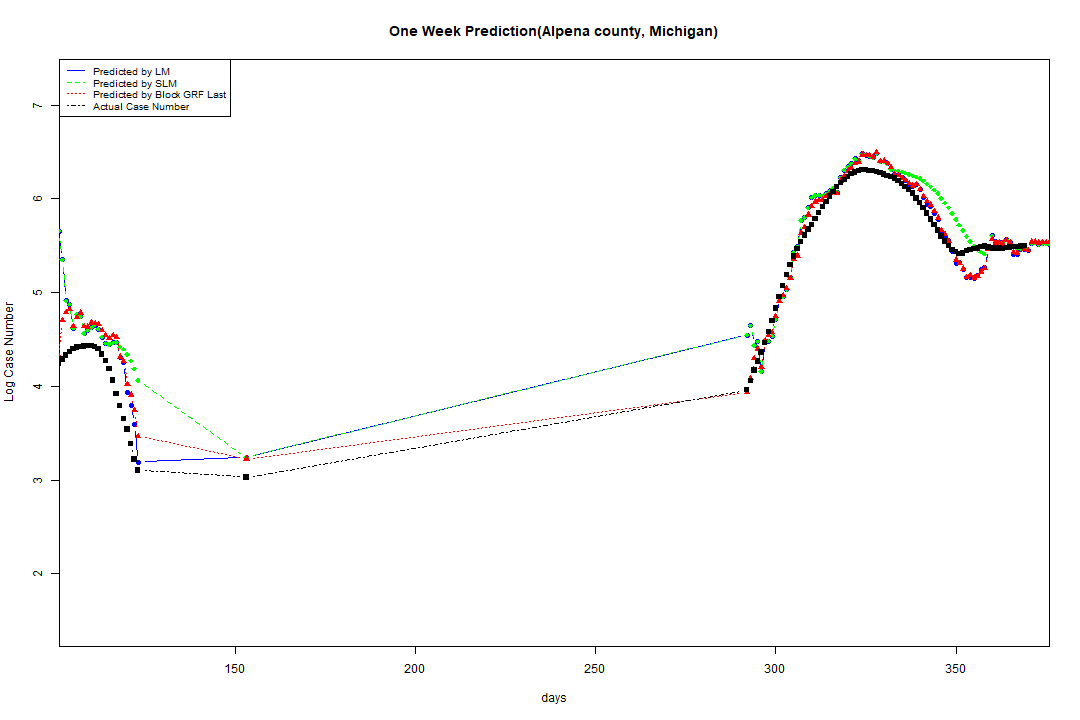 One Week Prediction(Alpena county, Michigan)
Predicted by LM
Predicted by SLM
Predicted by Block GRF Last
Actual Case Number
Log Case Number
7
6
5
4
3
2
150
200
250
300
350
days